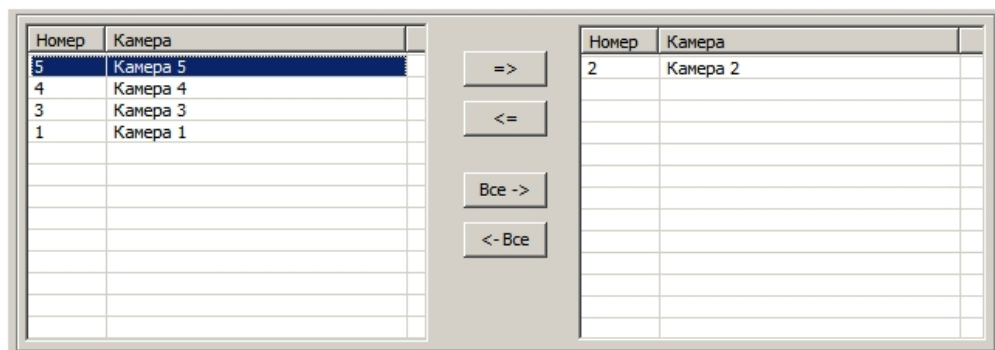 Номер Камера
5 Камера 5
4 Камера 4
3 Камера 3
1 Камера 1
=>
<=
Все ->
<- Все
Номер Камера
2 Камера 2